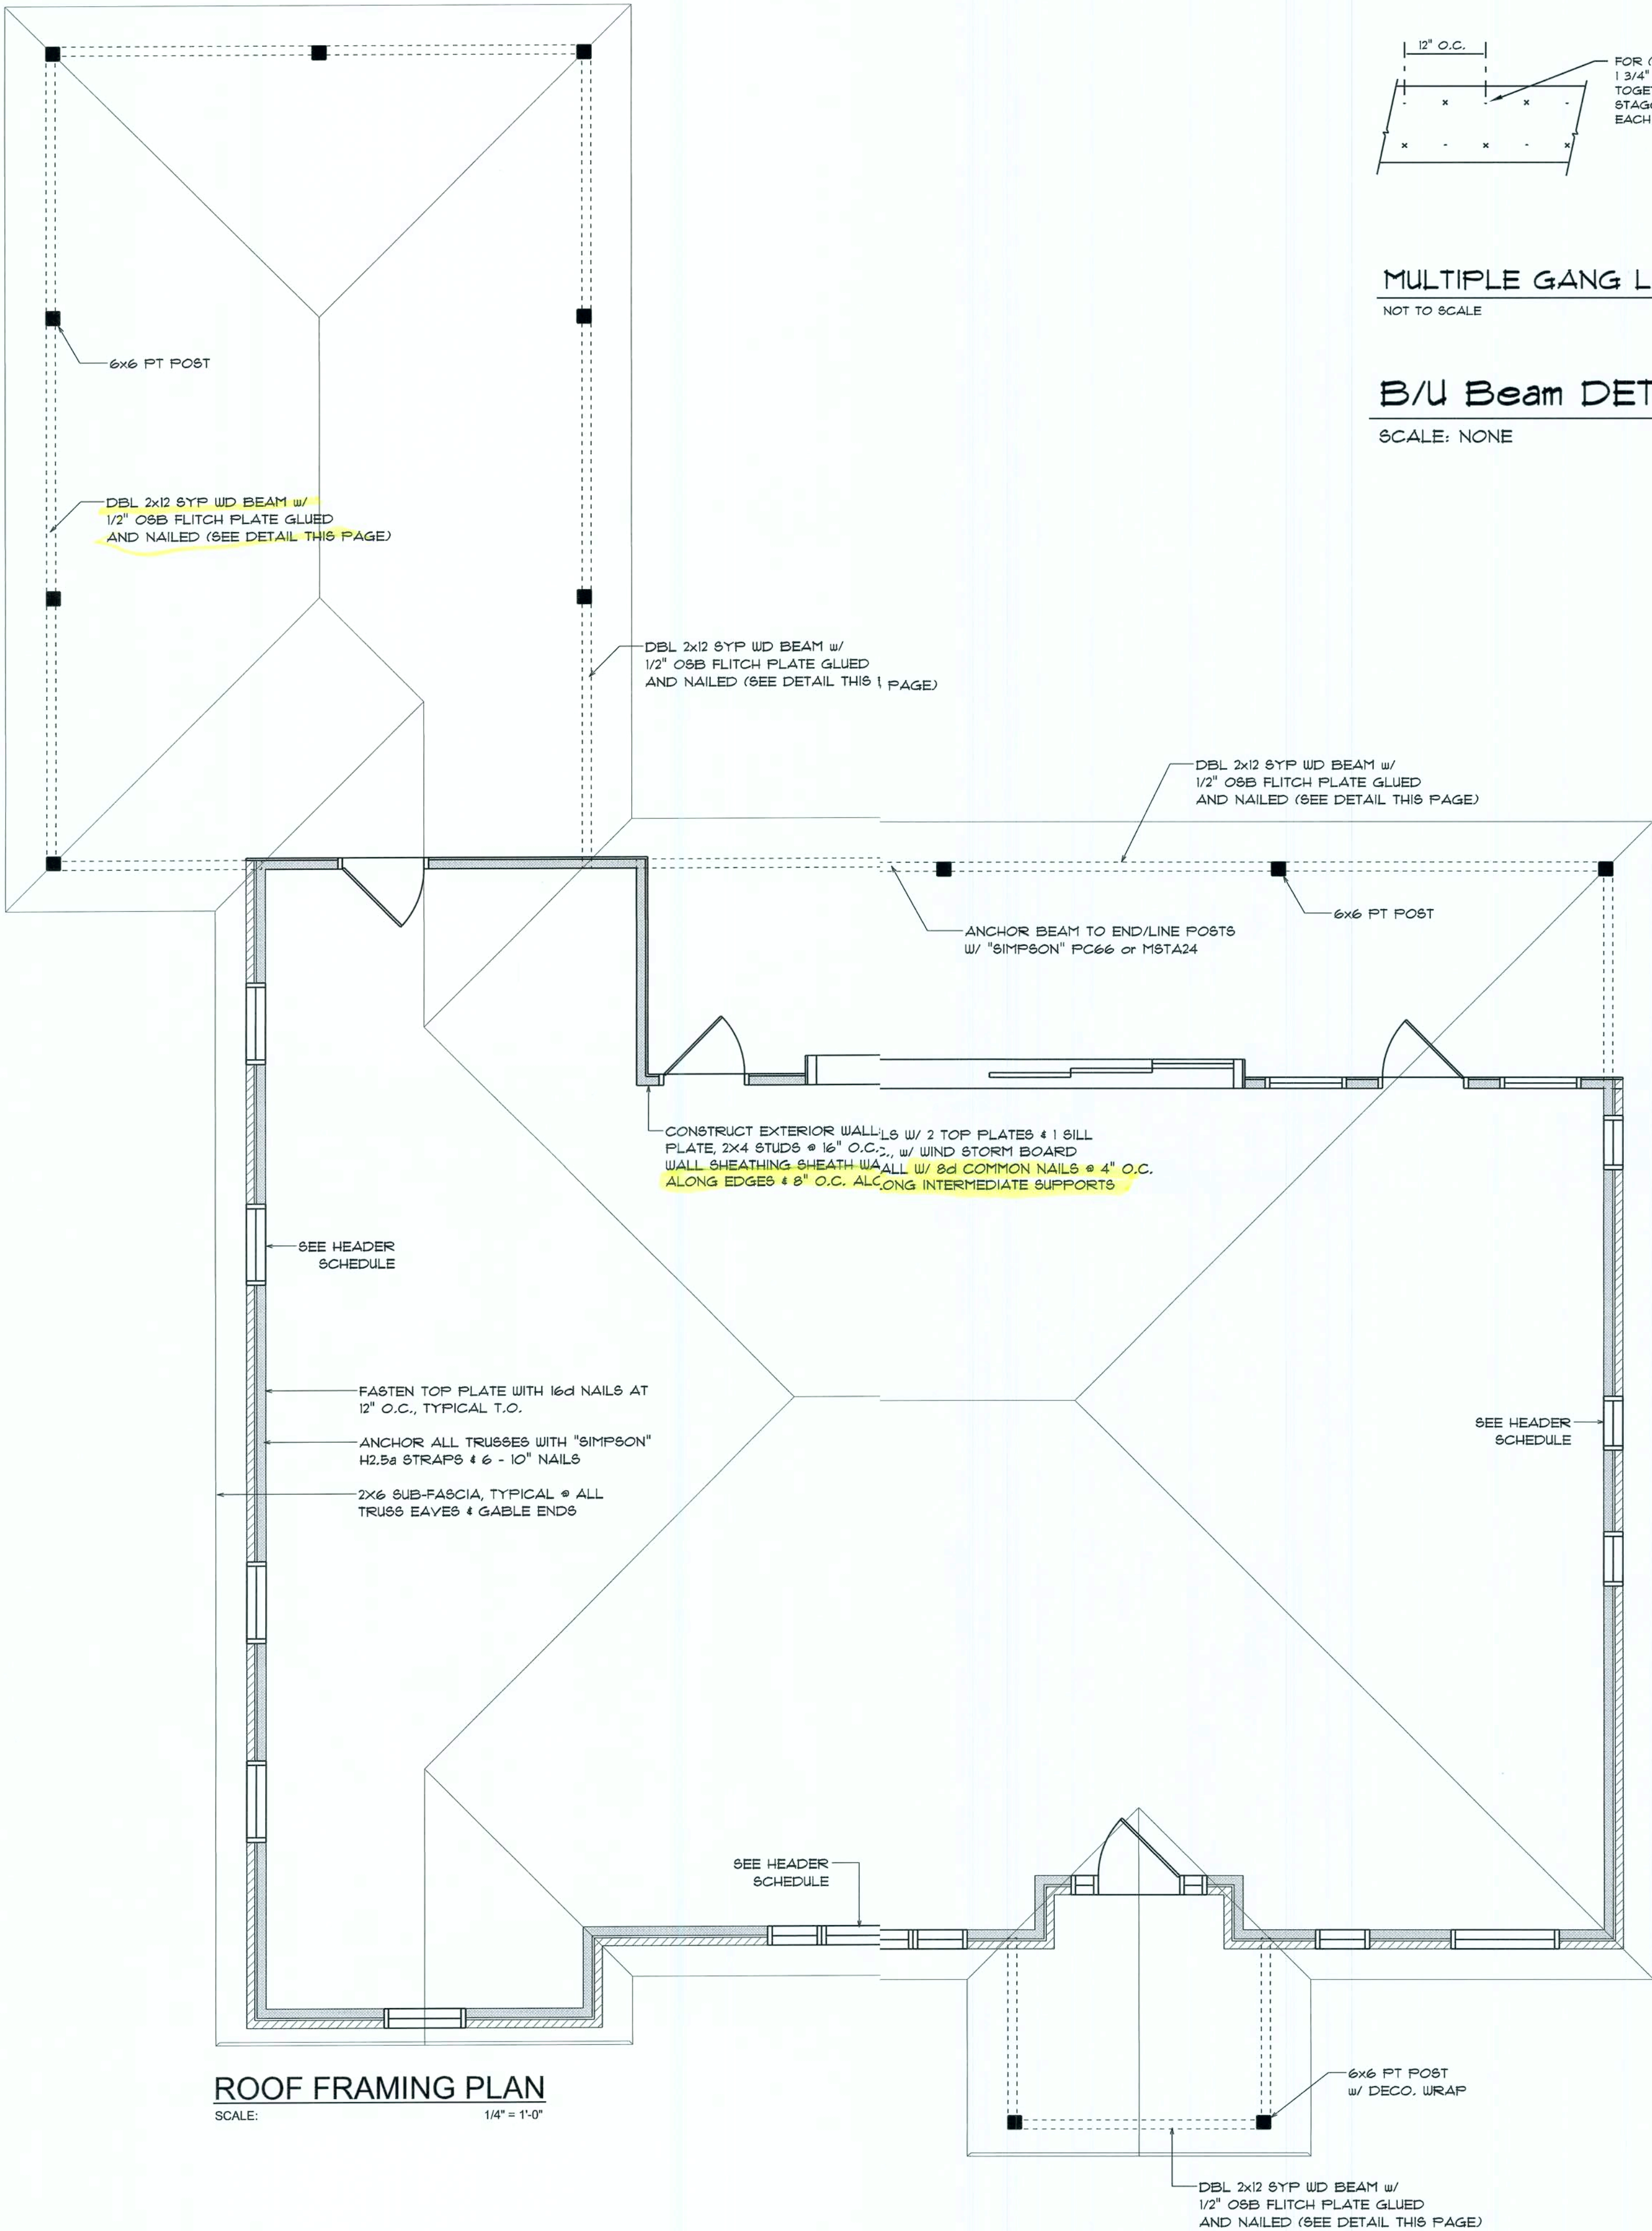 12" O.C.
FOR
1 3/4"
TOGE
STAG
EACH
MULTIPLE GANG L
NOT TO SCALE
B/U Beam DET
SCALE: NONE
6x6 PT POST
DBL 2x12 SYP WD BEAM w/
1/2" OSB FLITCH PLATE GLUED
AND NAILED (SEE DETAIL THIS PAGE)
DBL 2x12 SYP WD BEAM w/
1/2" OSB FLITCH PLATE GLUED
AND NAILED (SEE DETAIL THIS PAGE)
DBL 2x12 SYP WD BEAM w/
1/2" OSB FLITCH PLATE GLUED
AND NAILED (SEE DETAIL THIS PAGE)
6x6 PT POST
ANCHOR BEAM TO END/LINE POSTS
W/ "SIMPSON" PC66 or MSTA24
CONSTRUCT EXTERIOR WALLS W/ 2 TOP PLATES & 1 SILL
PLATE, 2X4 STUDS @ 16" O.C., w/ WIND STORM BOARD
WALL SHEATHING SHEATH WALL W/ 8d COMMON NAILS @ 4" O.C.
ALONG EDGES & 8" O.C. ALONG INTERMEDIATE SUPPORTS
SEE HEADER
SCHEDULE
FASTEN TOP PLATE WITH 16d NAILS AT
12" O.C., TYPICAL T.O.
ANCHOR ALL TRUSSES WITH "SIMPSON"
H2.5a STRAPS & 6 - 10" NAILS
2X6 SUB-FASCIA, TYPICAL @ ALL
TRUSS EAVES & GABLE ENDS
SEE HEADER
SCHEDULE
SEE HEADER
SCHEDULE
ROOF FRAMING PLAN
SCALE: 1/4" = 1'-0"
6x6 PT POST
w/ DECO. WRAP
DBL 2x12 SYP WD BEAM w/
1/2" OSB FLITCH PLATE GLUED
AND NAILED (SEE DETAIL THIS PAGE)